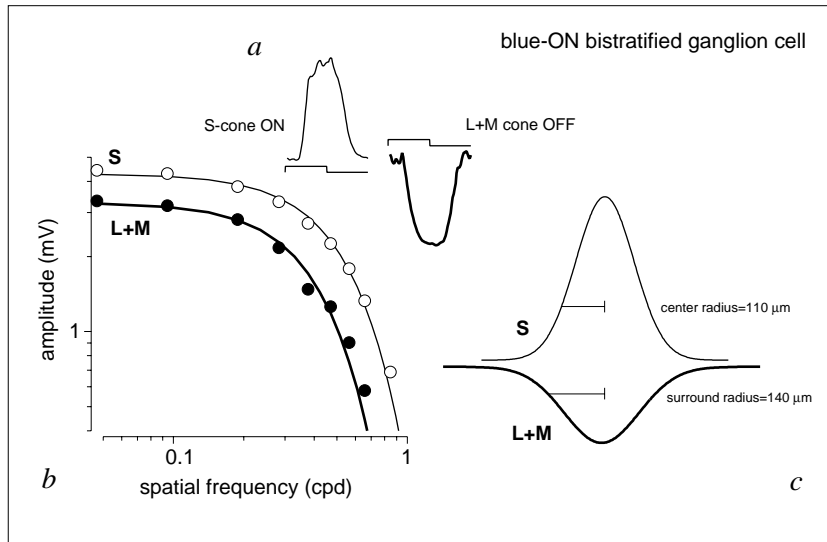 a
blue-ON bistratified ganglion cell
S-cone ON
L+M cone OFF
S
L+M
amplitude (mV)
1
0.1
1
spatial frequency (cpd)
b
S
center radius=110 μm
L+M
surround radius=140 μm
c